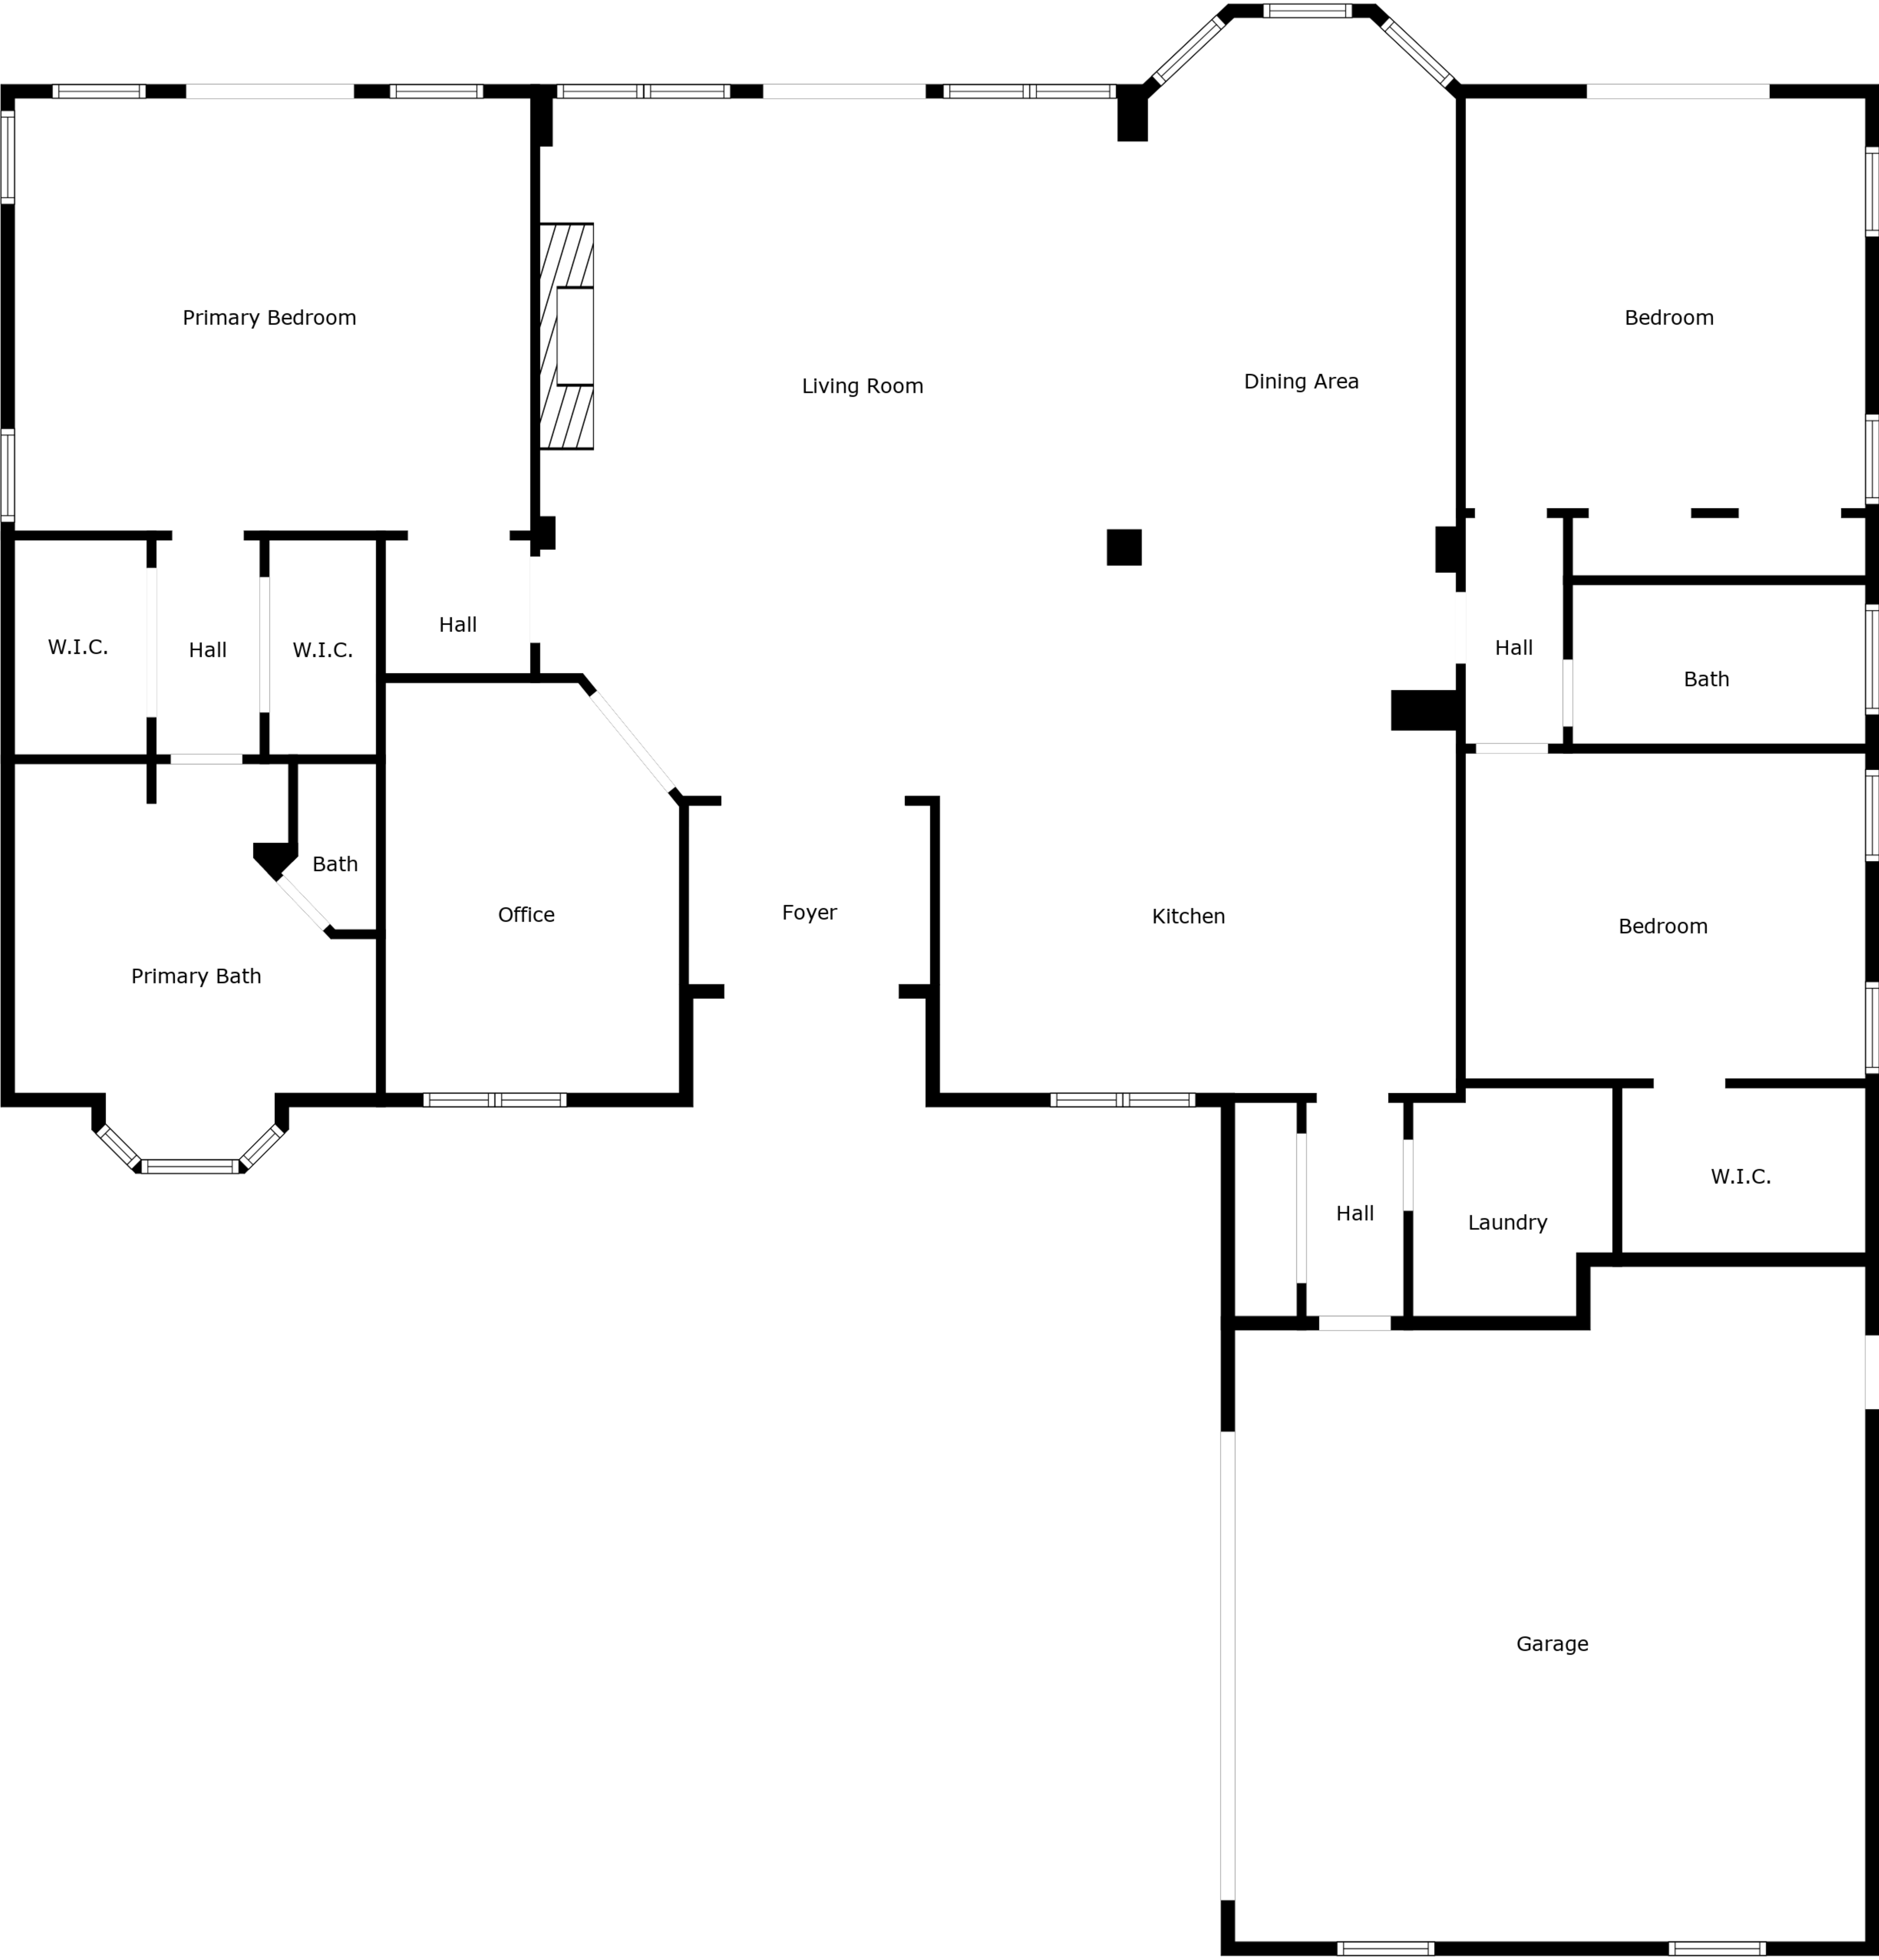 Primary Bedroom
Bedroom
Living Room
Dining Area
Hall
W.I.C.
Hall
W.I.C.
Hall
Bath
Bath
Office
Foyer
Kitchen
Bedroom
Primary Bath
W.I.C.
Hall
Laundry
Garage